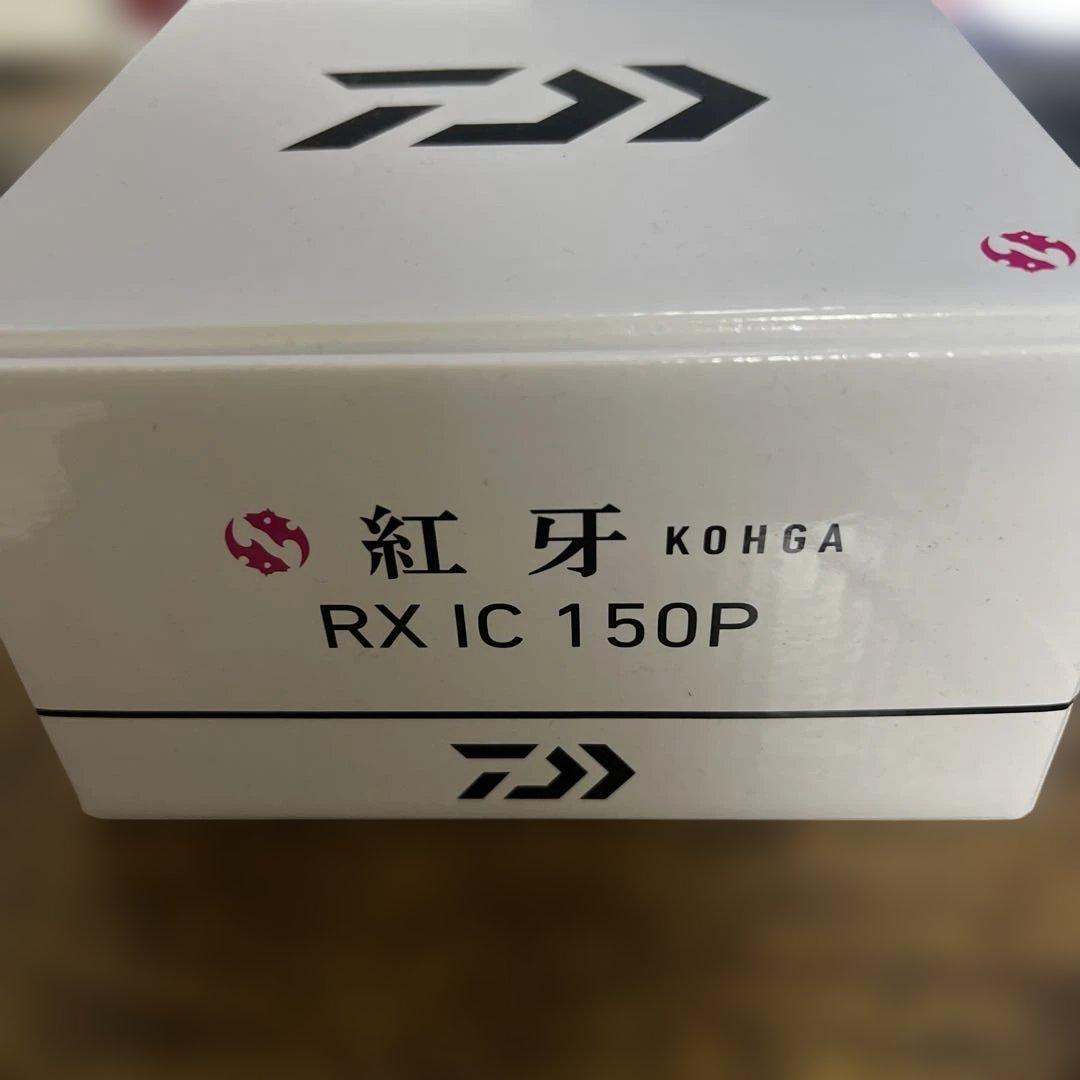 紅牙 KOHGA
RX IC 150P